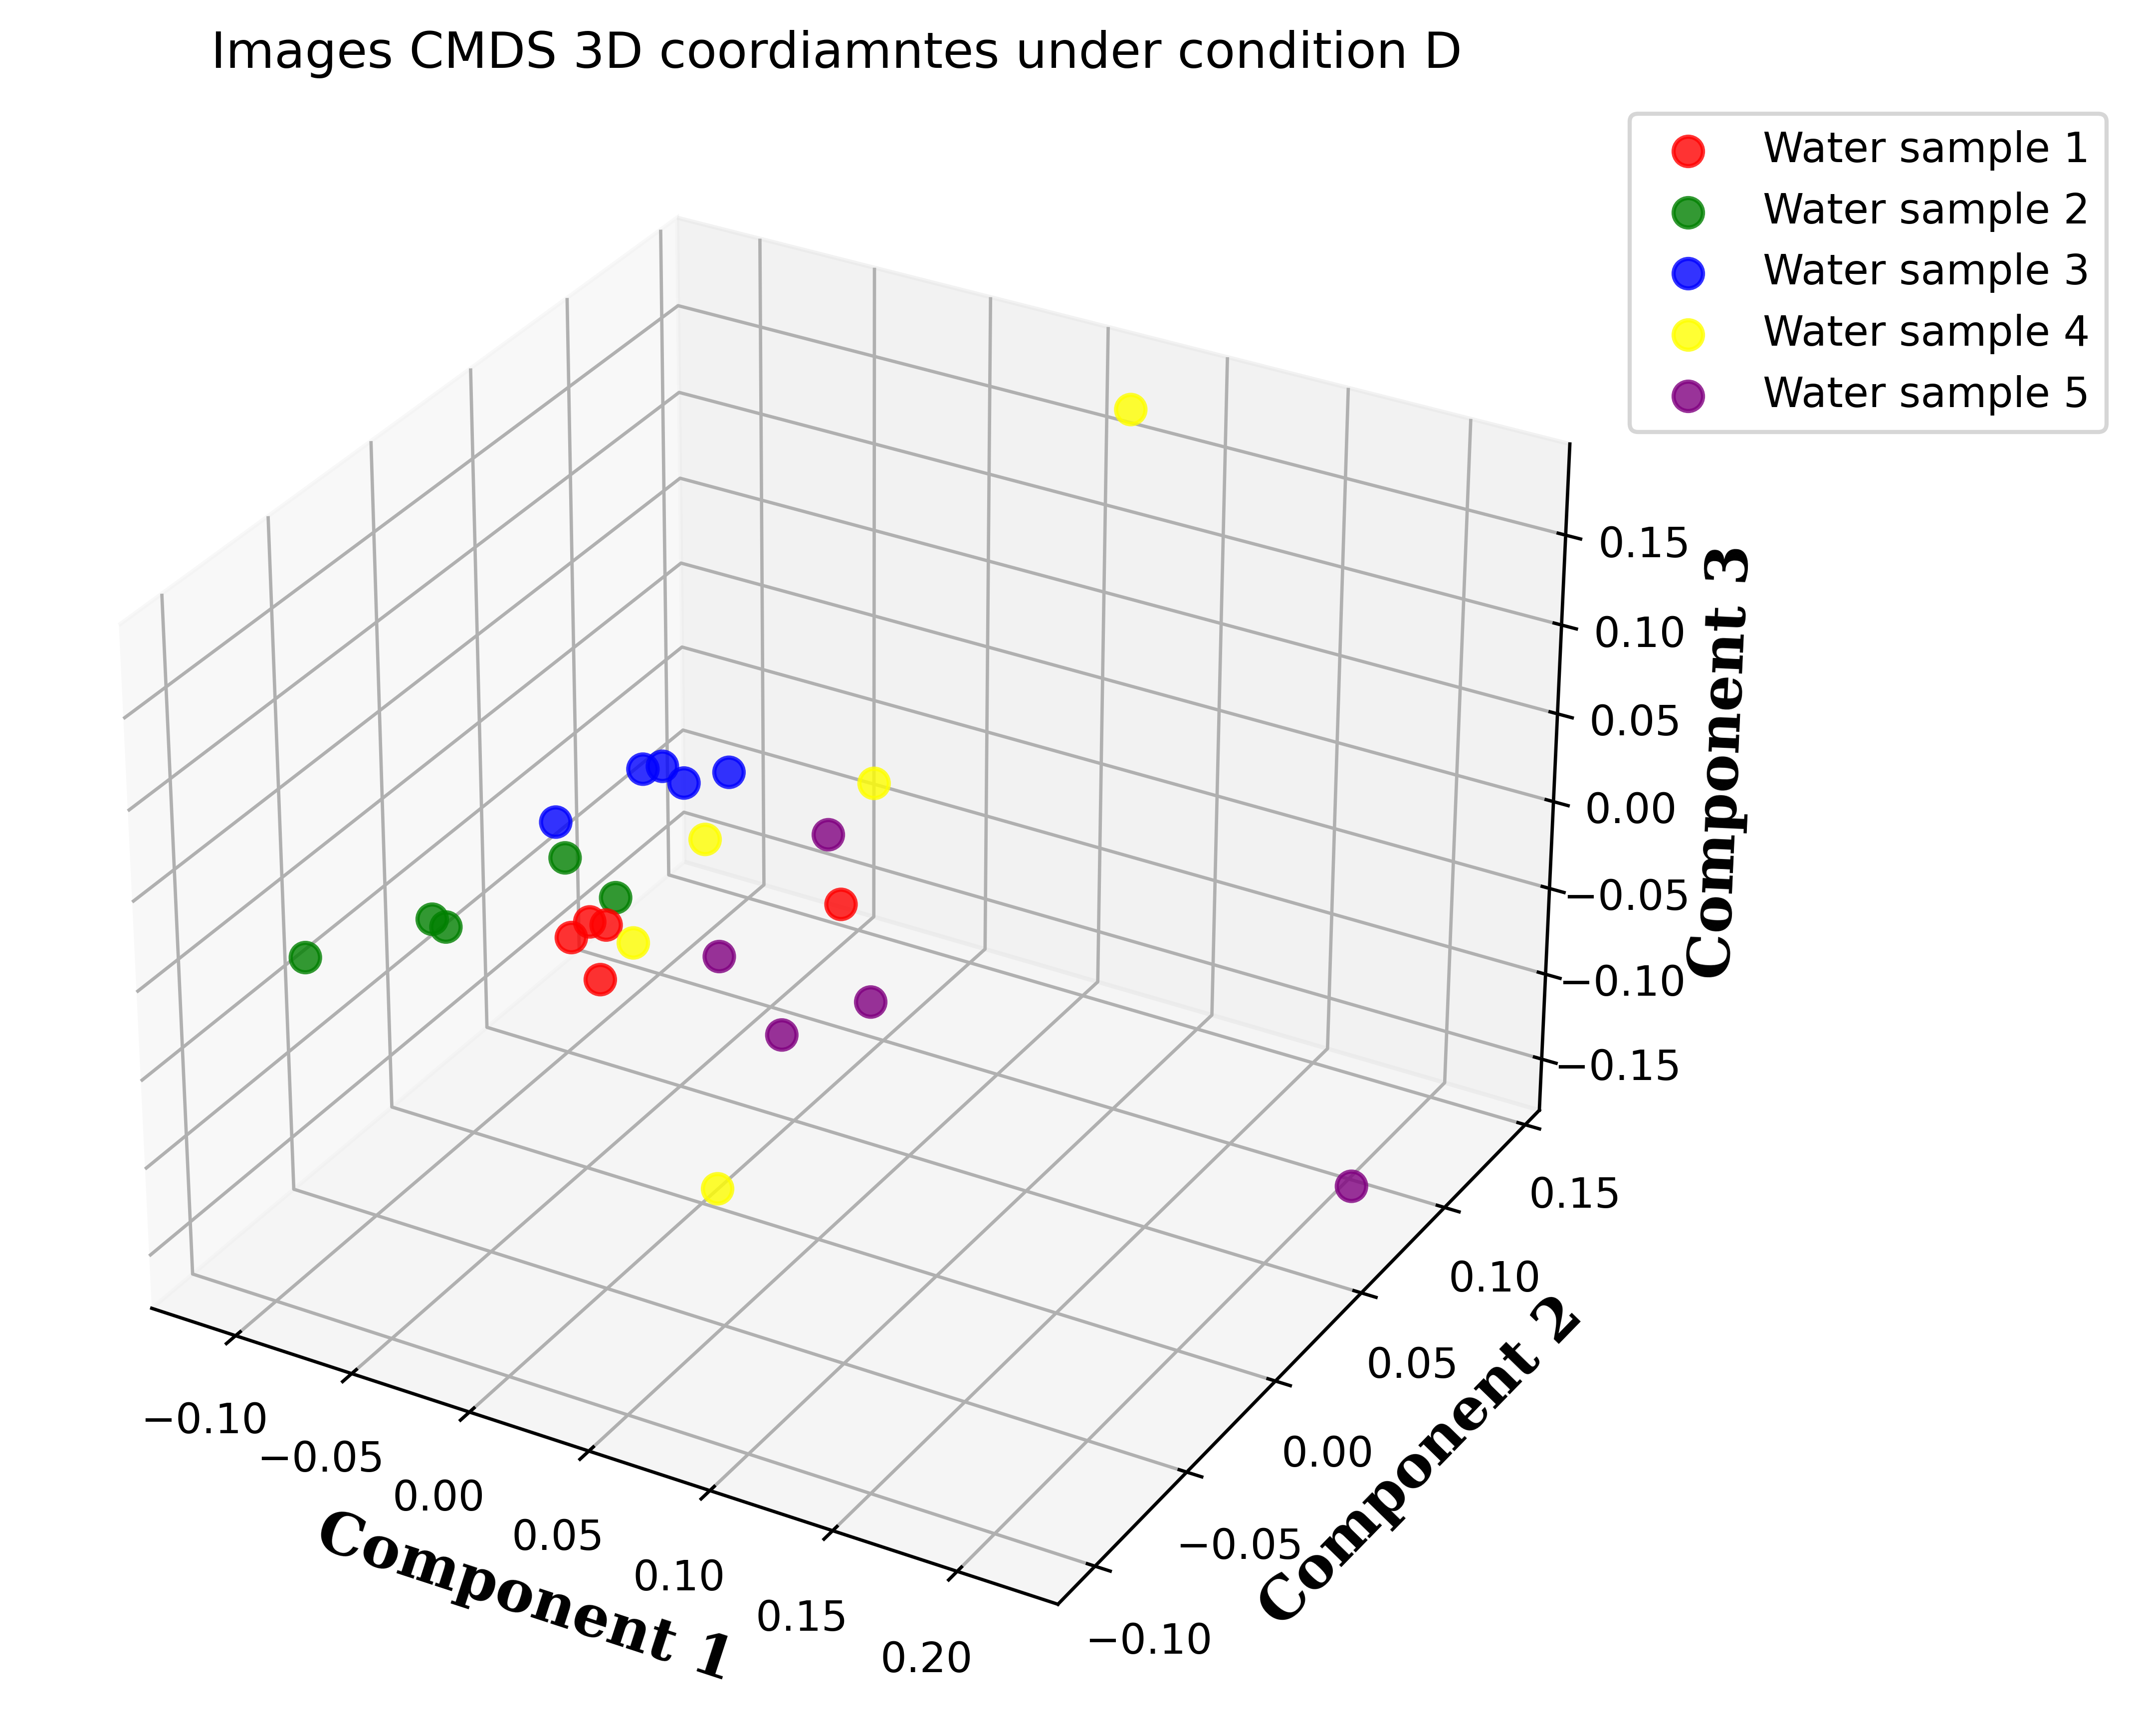 Images CMDS 3D coordiamntes under condition D
Water sample 1
Water sample 2
Water sample 3
Water sample 4
Water sample 5
0.15
0.10
0.05
0.00
−0.05
−0.10
−0.15
Component 3
0.15
0.10
0.05
0.00
−0.05
−0.10
Component 2
−0.10
−0.05
0.00
0.05
0.10
0.15
0.20
Component 1